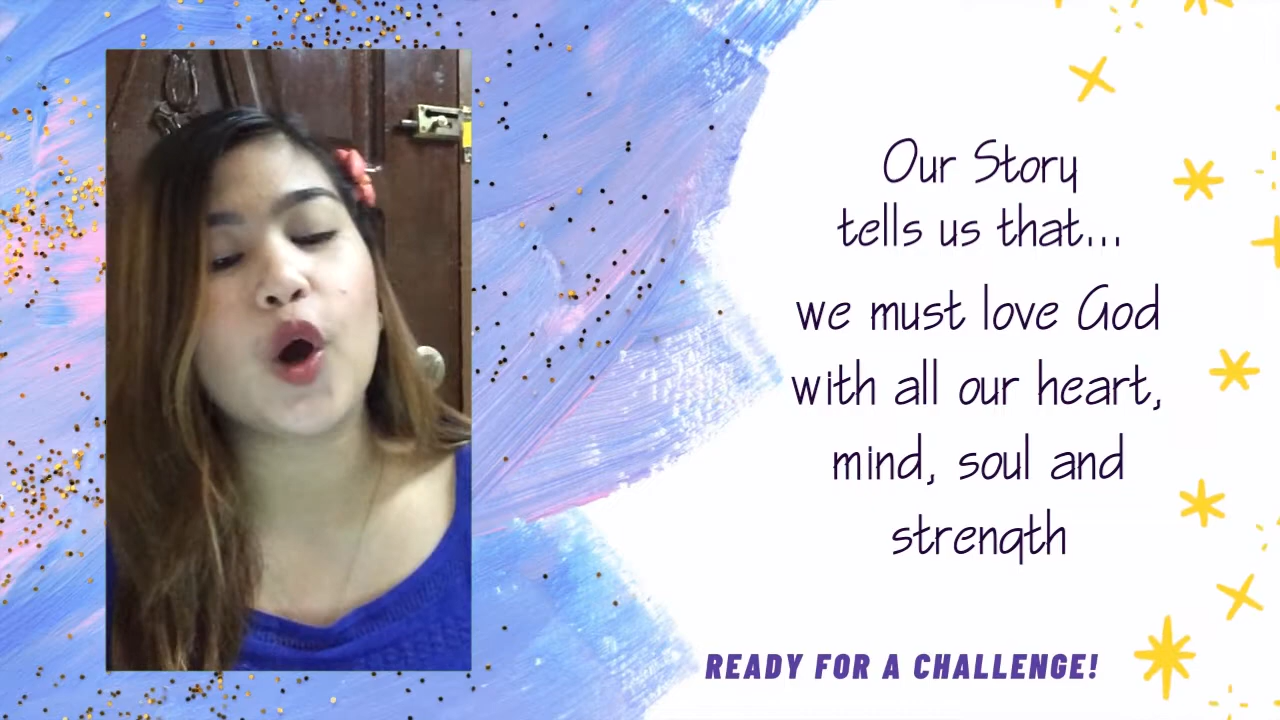 Our Story
tells us that...
we must love God
with all our heart,
mind, soul and
strength
READY FOR A CHALLENGE!